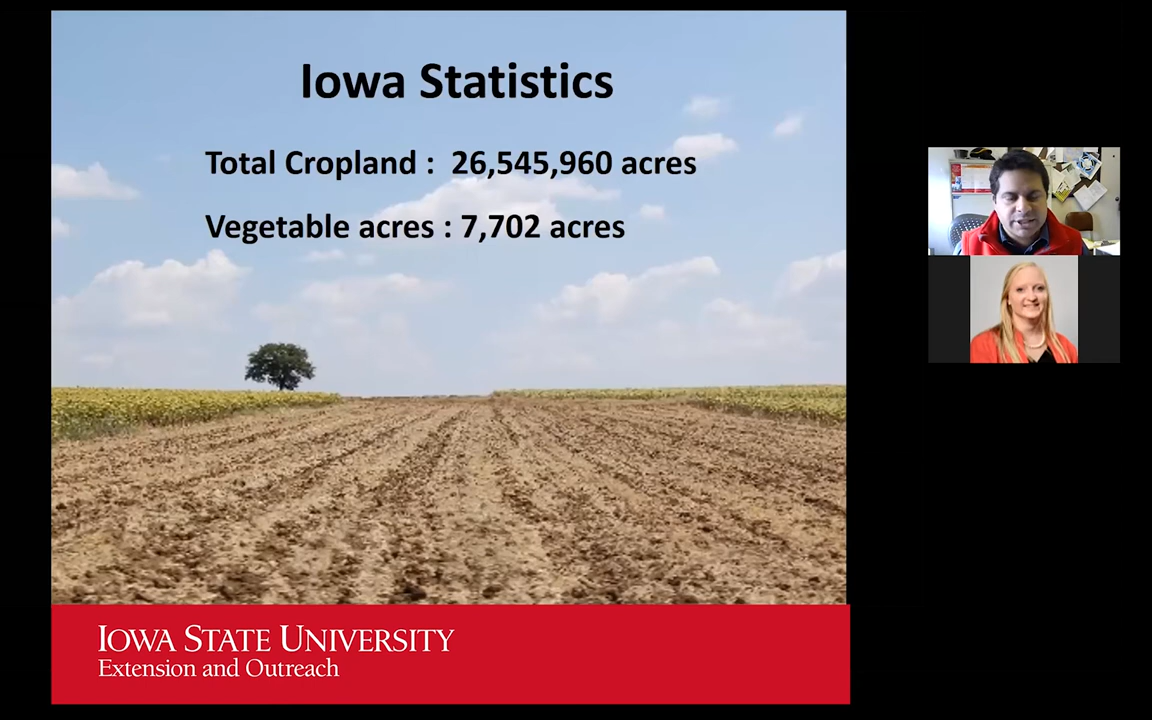 Iowa Statistics
Total Cropland : 26,545,960 acres
Vegetable acres : 7,702 acres
IOWA STATE UNIVERSITY
Extension and Outreach